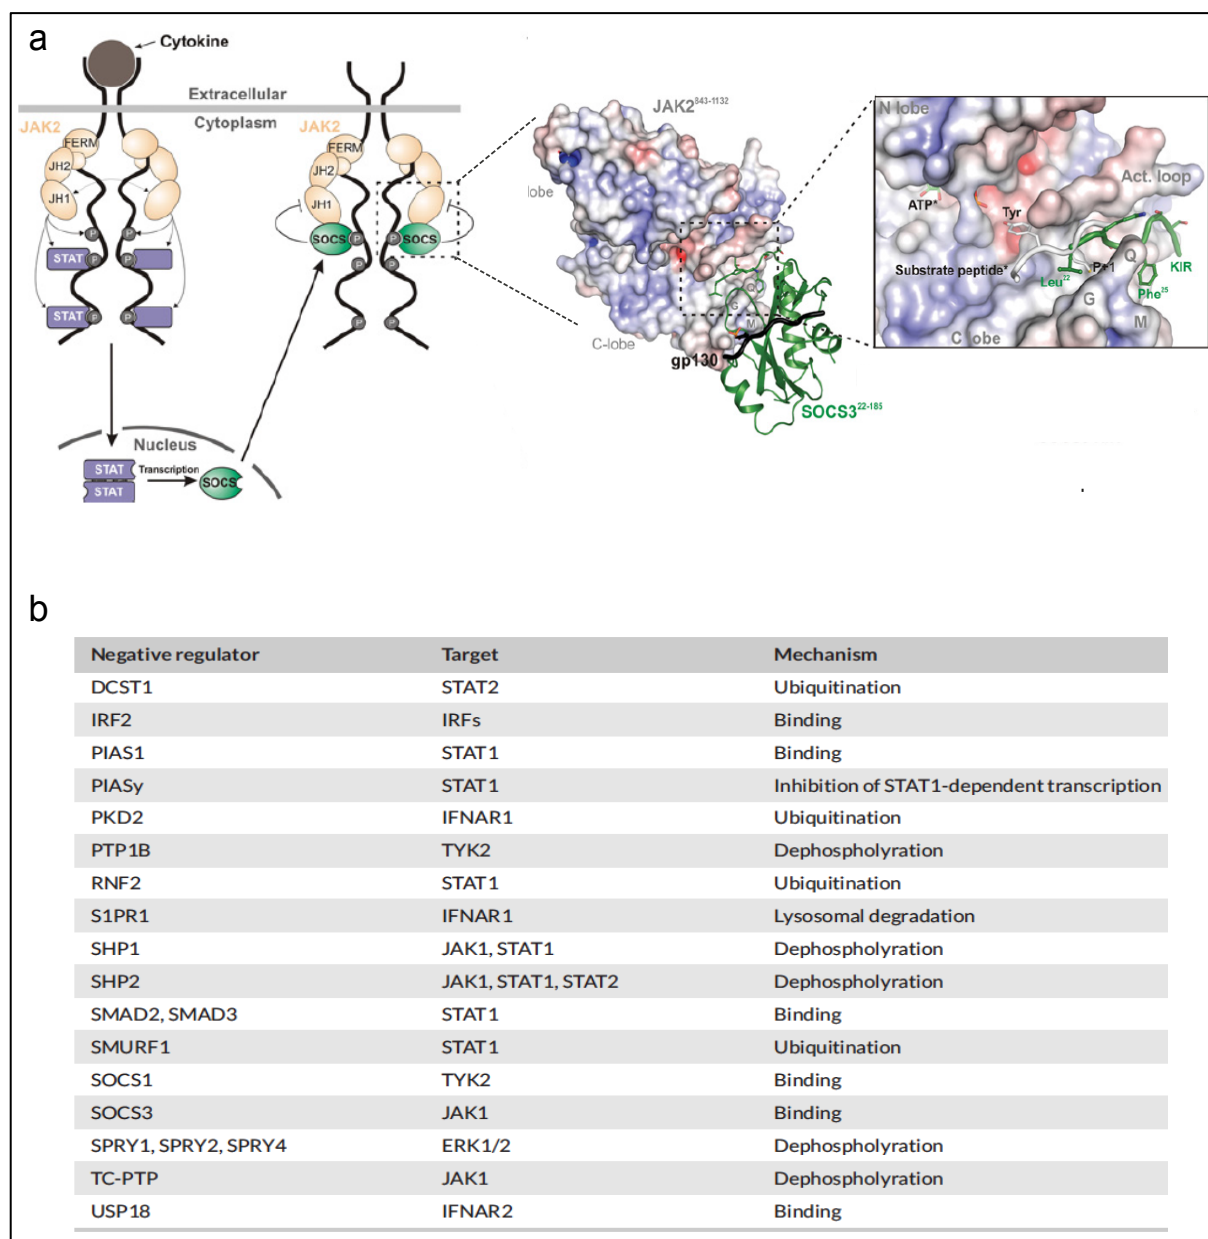 a
Cytokine
Extracellular
Cytoplasm
JAK2
JAK2
FERM
JH2
JH1
FERM
JH2
JH1
P
P
SOCS
P
P
SOCS
STAT
P
P
P
P
STAT
P
P
P
P
Nucleus
STAT
STAT
Transcription
SOCS
JAK2843-1132
lobe
C-lobe
Q
G
M
gp130
SOCS322-185
N lobe
Act. loop
ATP*
Tyr
Substrate peptide*
P+1
Q
KIR
Leu22
Phe25
G
M
C lobe
b
Negative regulator Target Mechanism
DCST1 STAT2 Ubiquitination
IRF2 IRFs Binding
PIAS1 STAT1 Binding
PIASy STAT1 Inhibition of STAT1-dependent transcription
PKD2 IFNAR1 Ubiquitination
PTP1B TYK2 Dephospholyration
RNF2 STAT1 Ubiquitination
S1PR1 IFNAR1 Lysosomal degradation
SHP1 JAK1, STAT1 Dephospholyration
SHP2 JAK1, STAT1, STAT2 Dephospholyration
SMAD2, SMAD3 STAT1 Binding
SMURF1 STAT1 Ubiquitination
SOCS1 TYK2 Binding
SOCS3 JAK1 Binding
SPRY1, SPRY2, SPRY4 ERK1/2 Dephospholyration
TC-PTP JAK1 Dephospholyration
USP18 IFNAR2 Binding